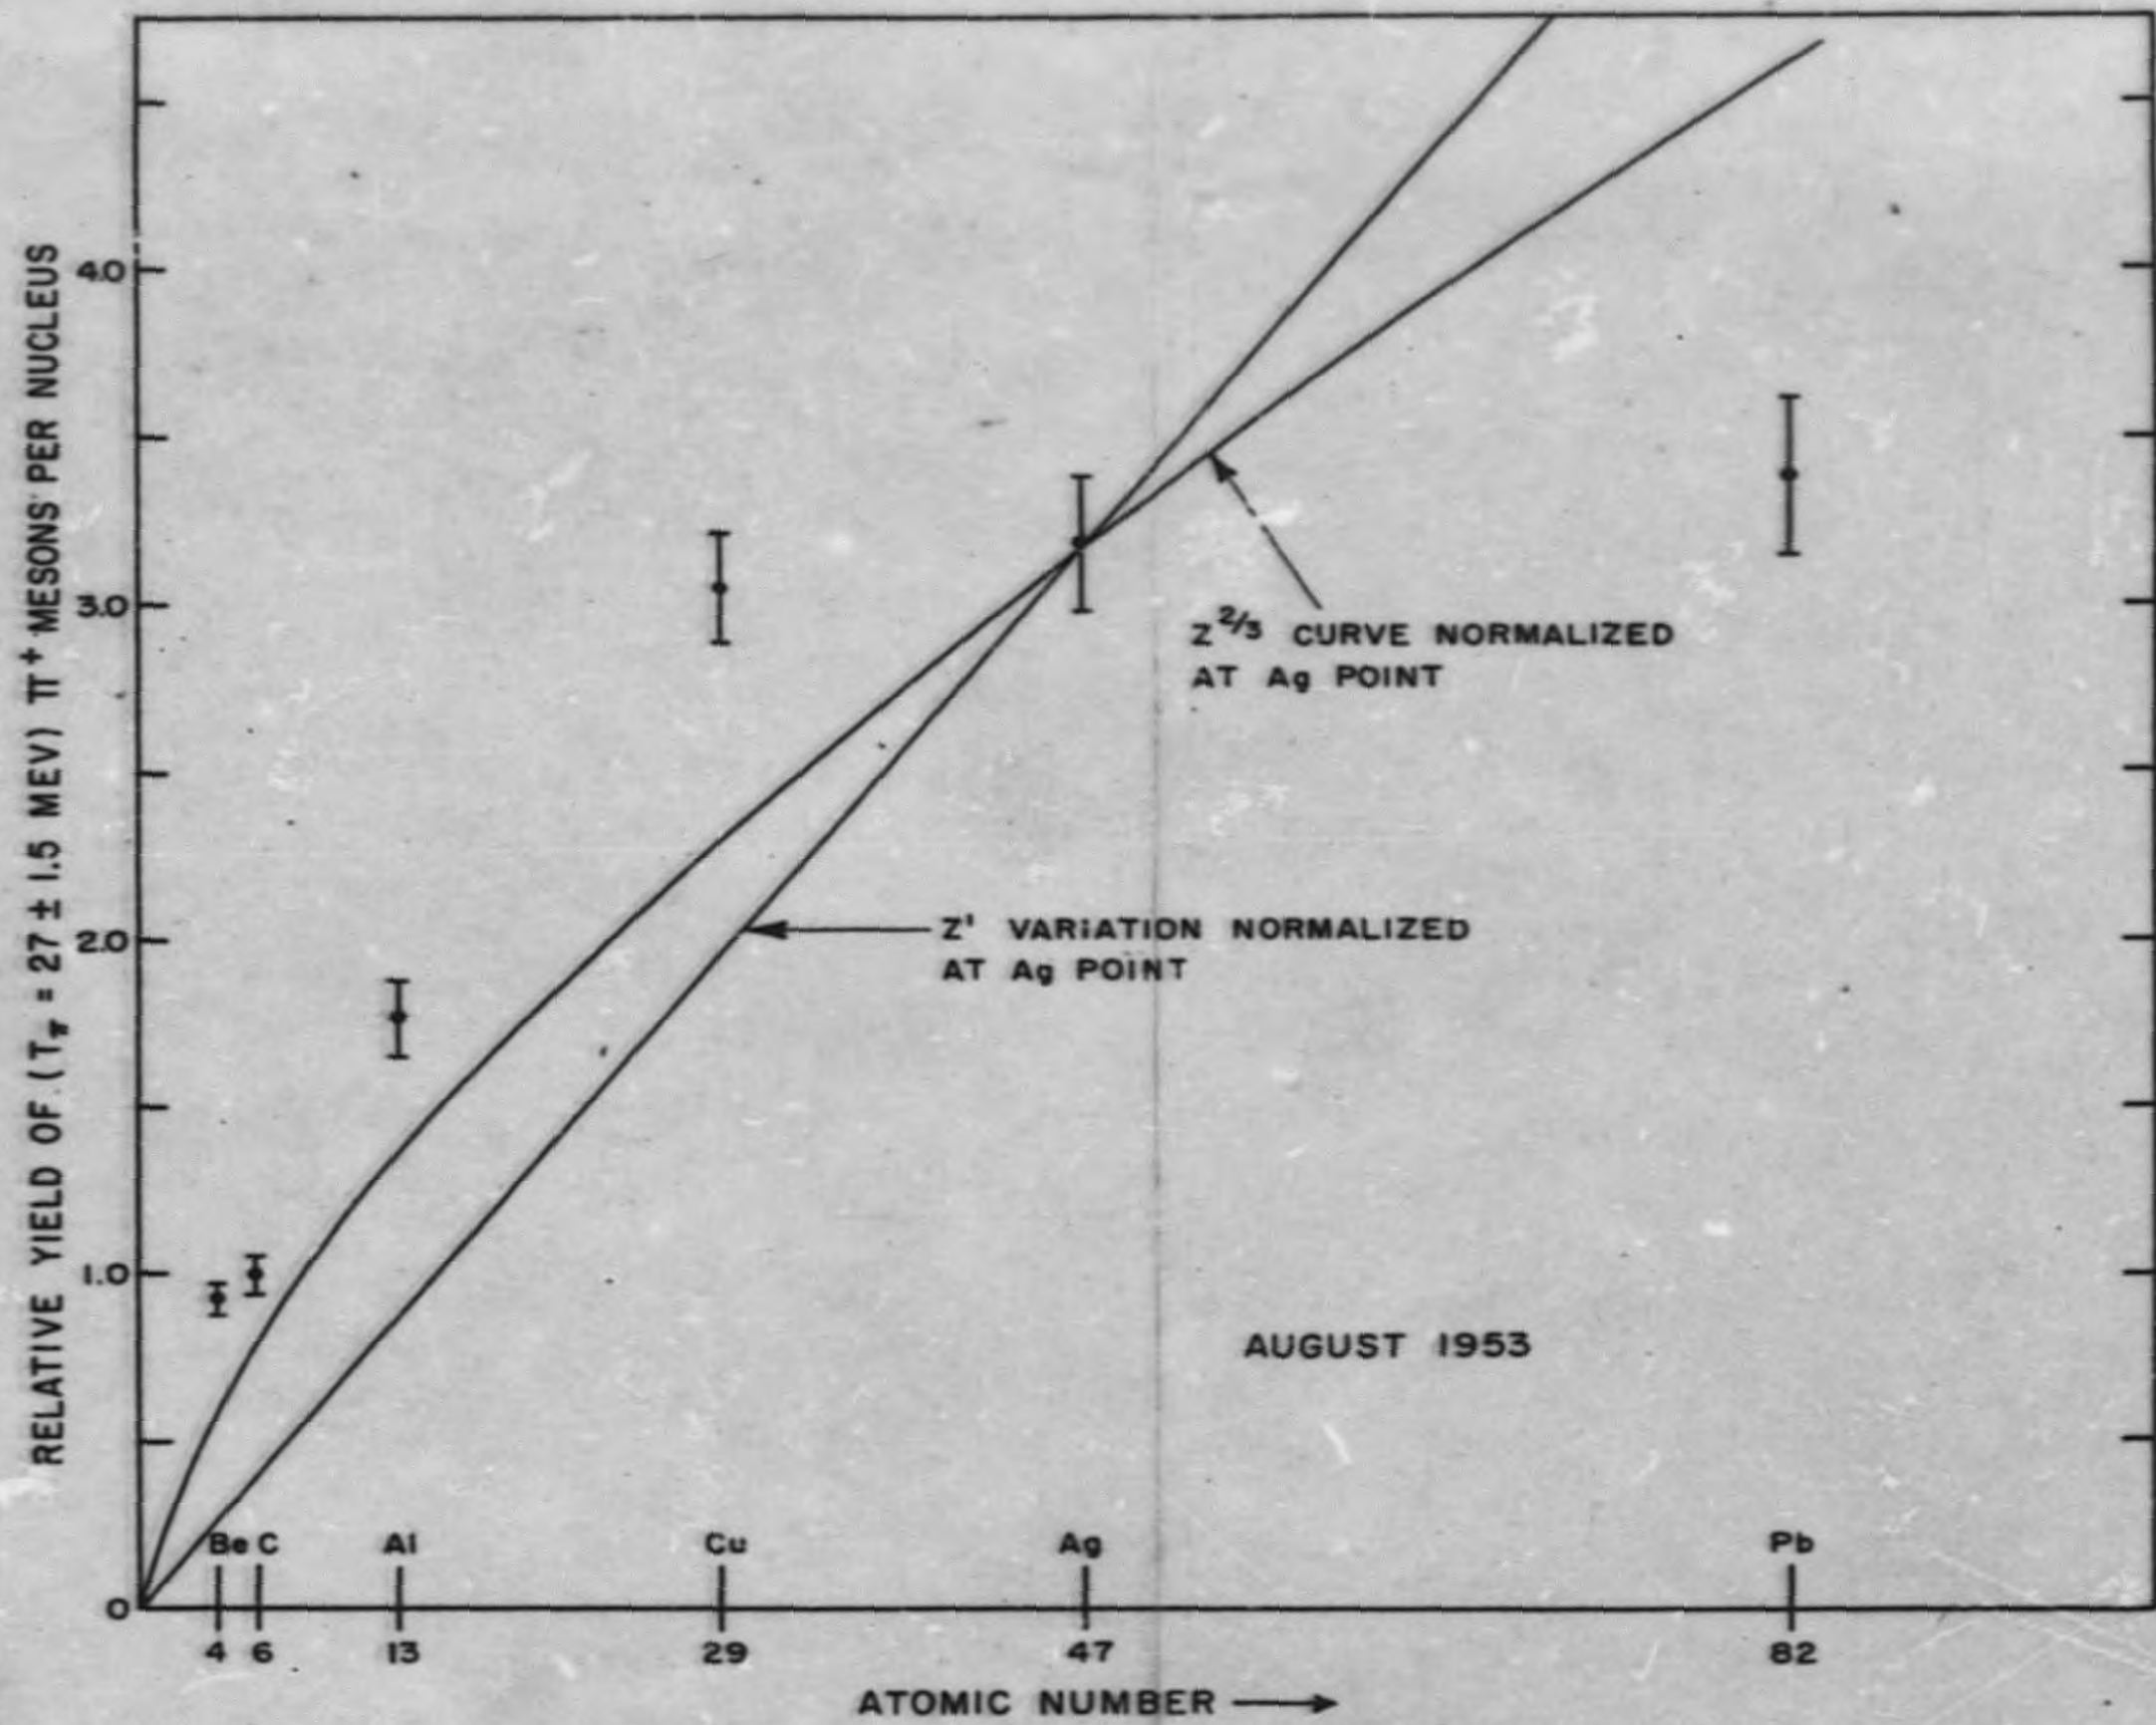 RELATIVE YIELD OF (Tπ = 27 ± 1.5 MEV) π+ MESONS PER NUCLEUS
4.0
3.0
2.0
1.0
0
Z2/3 CURVE NORMALIZED
AT Ag POINT
Z' VARIATION NORMALIZED
AT Ag POINT
AUGUST 1953
Be C Al Cu Ag Pb
4 6 13 29 47 82
ATOMIC NUMBER →